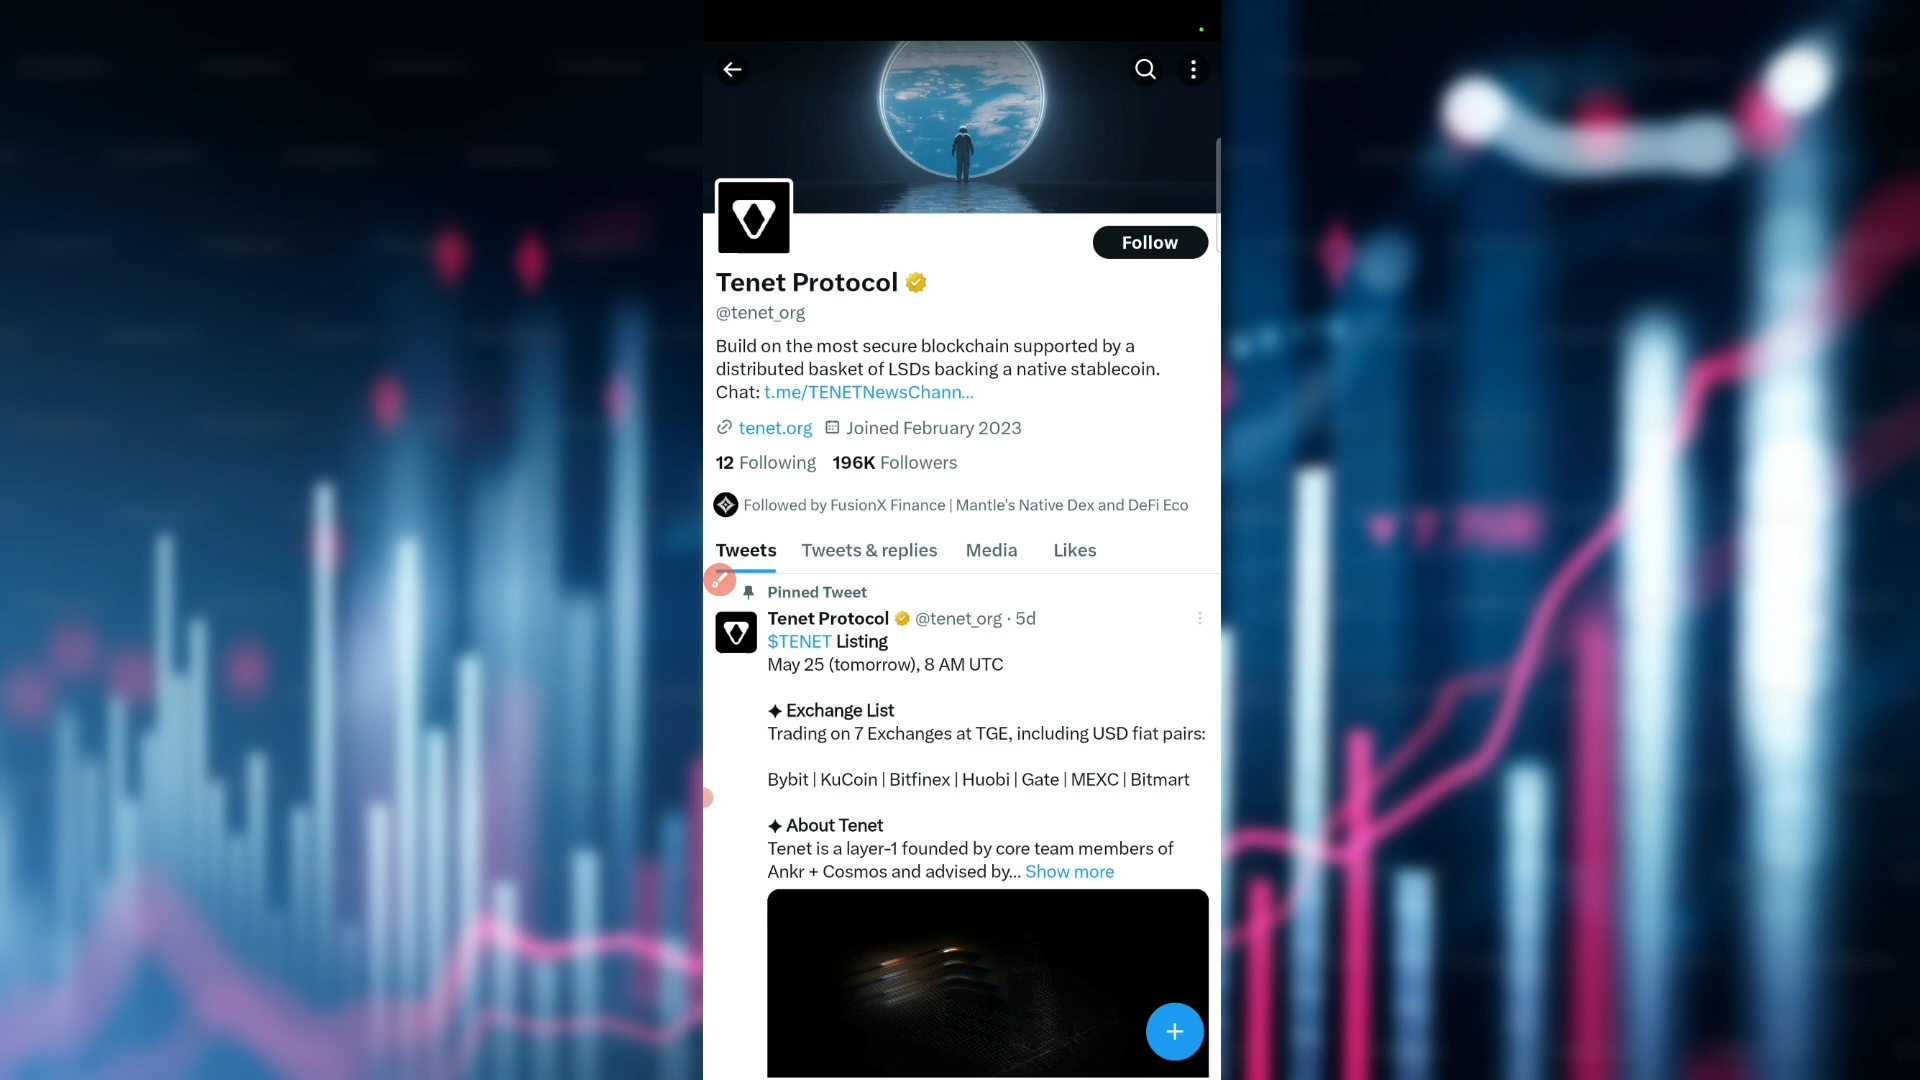 Follow
Tenet Protocol
@tenet_org
Build on the most secure blockchain supported by a
distributed basket of LSDs backing a native stablecoin.
Chat: t.me/TENETNewsChann...
tenet.org Joined February 2023
12 Following 196K Followers
Followed by FusionX Finance | Mantle's Native Dex and DeFi Eco
Tweets Tweets & replies Media Likes
Pinned Tweet
Tenet Protocol @tenet_org · 5d
$TENET Listing
May 25 (tomorrow), 8 AM UTC
✦ Exchange List
Trading on 7 Exchanges at TGE, including USD fiat pairs:
Bybit | KuCoin | Bitfinex | Huobi | Gate | MEXC | Bitmart
✦ About Tenet
Tenet is a layer-1 founded by core team members of
Ankr + Cosmos and advised by... Show more